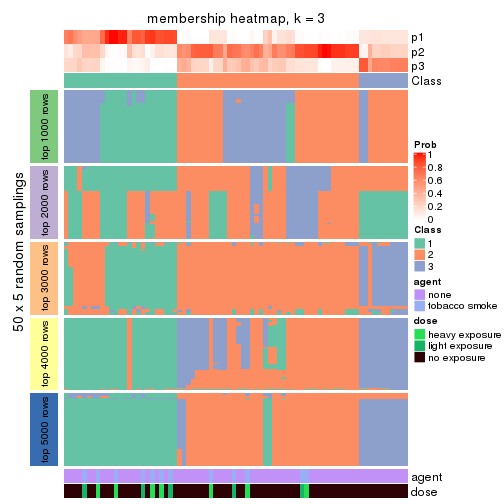 membership heatmap, k = 3
p1
p2
p3
Class
50 x 5 random samplings
top 1000 rows
top 2000 rows
top 3000 rows
top 4000 rows
top 5000 rows
Prob
1
0.8
0.6
0.4
0.2
0
Class
1
2
3
agent
none
tobacco smoke
dose
heavy exposure
light exposure
no exposure
agent
dose